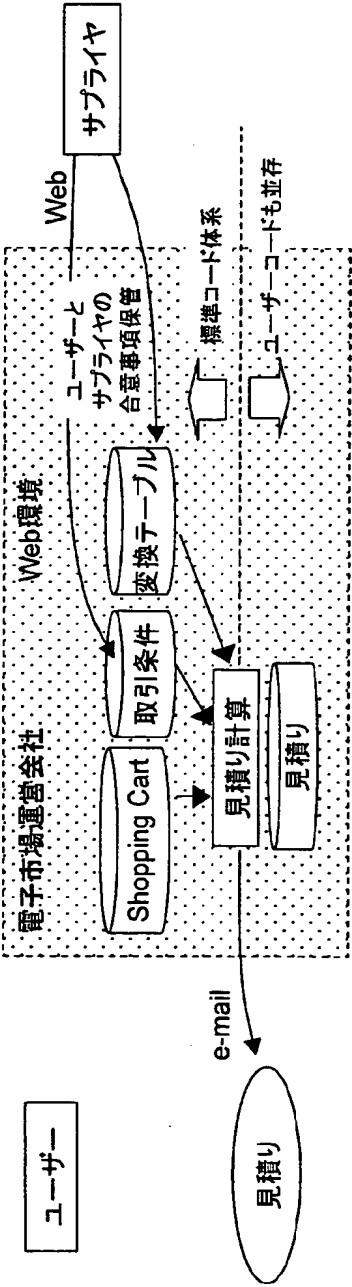 ユーザー
電子市場運営会社
Web環境
Web
サプライヤ
ユーザーと
サプライヤの
合意事項保管
Shopping Cart
取引条件
変換テーブル
標準コード体系
ユーザーコードも並存
見積り計算
見積り
e-mail
見積り